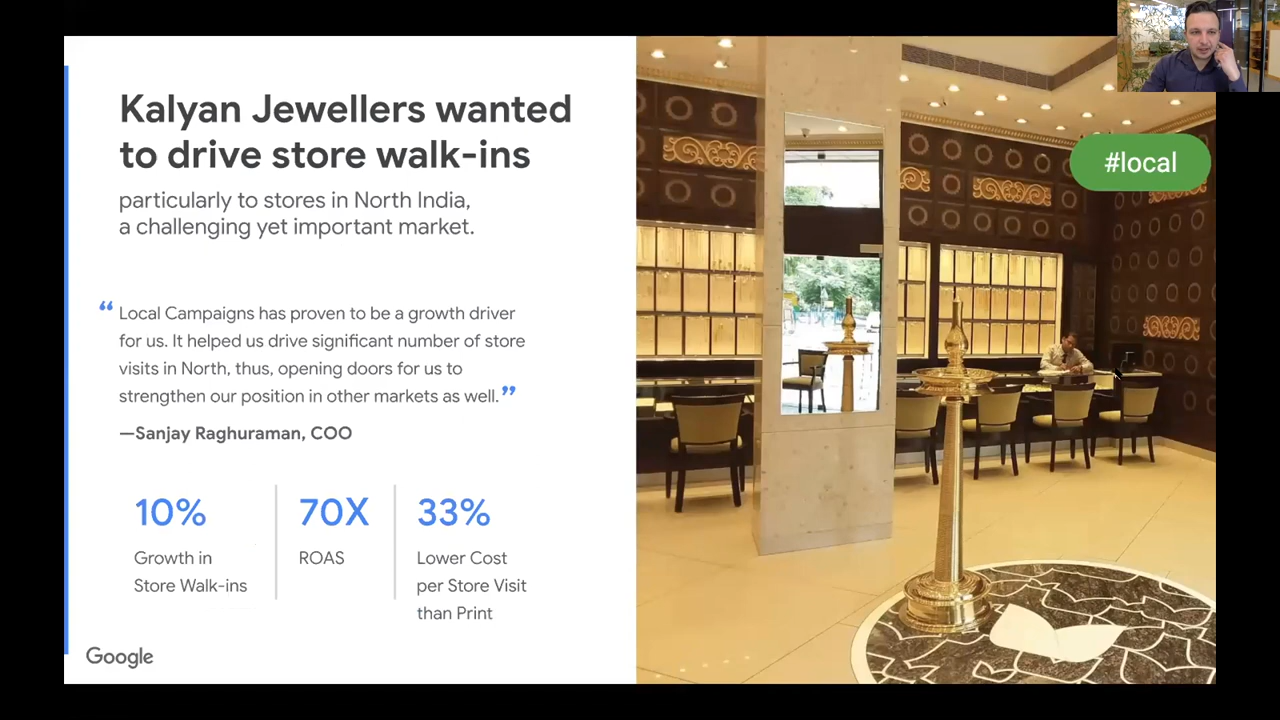 Kalyan Jewellers wanted
to drive store walk-ins
particularly to stores in North India,
a challenging yet important market.
“ Local Campaigns has proven to be a growth driver
for us. It helped us drive significant number of store
visits in North, thus, opening doors for us to
strengthen our position in other markets as well. ”
—Sanjay Raghuraman, COO
10%
Growth in
Store Walk-ins
70X
ROAS
33%
Lower Cost
per Store Visit
than Print
Google
#local